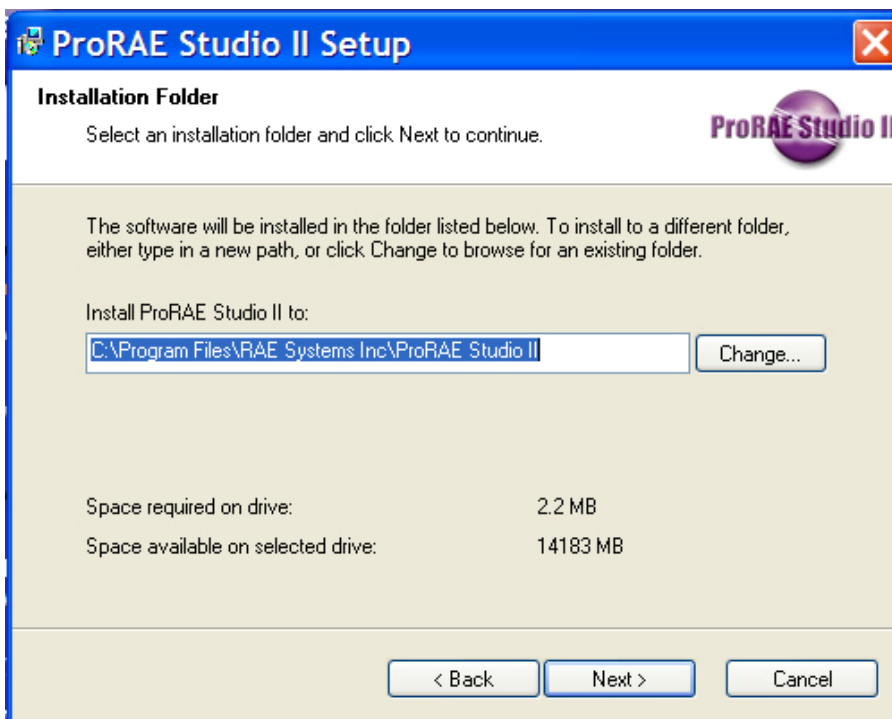 ProRAE Studio II Setup
Installation Folder
Select an installation folder and click Next to continue.
ProRAE Studio II
The software will be installed in the folder listed below. To install to a different folder,
either type in a new path, or click Change to browse for an existing folder.
Install ProRAE Studio II to:
C:\Program Files\RAE Systems Inc\ProRAE Studio II
Change...
Space required on drive: 2.2 MB
Space available on selected drive: 14183 MB
< Back Next > Cancel